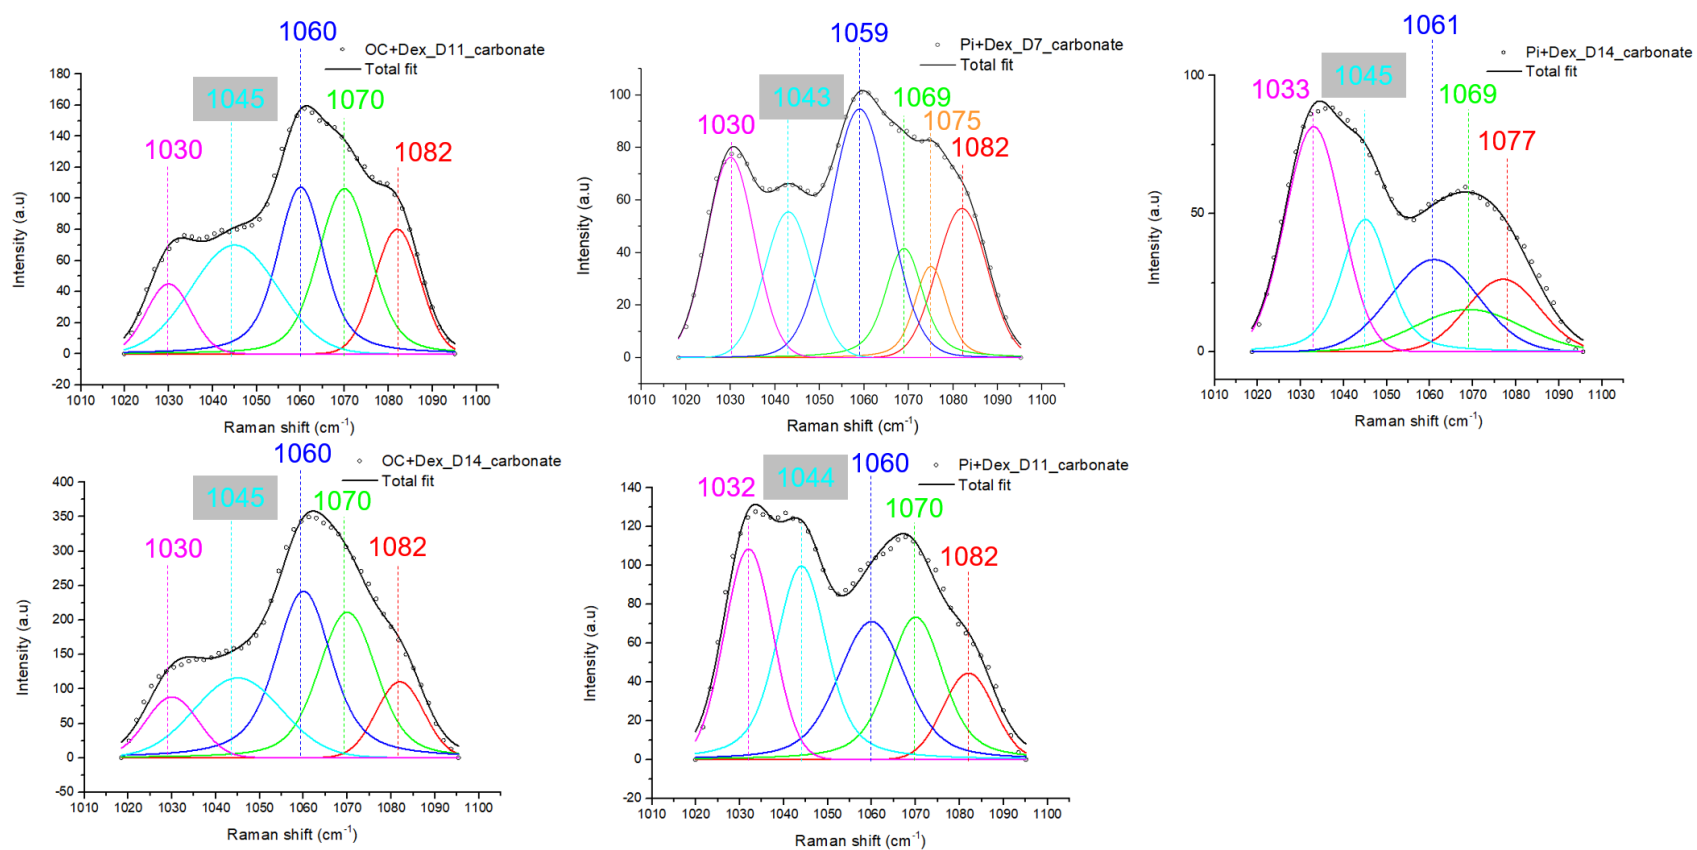 1060
OC+Dex_D11_carbonate
Total fit
1045
1070
1030
1082
180
160
140
120
100
80
60
40
20
0
-20
Intensity (a.u)
1010 1020 1030 1040 1050 1060 1070 1080 1090 1100
Raman shift (cm-1)
1059
Pi+Dex_D7_carbonate
Total fit
1043
1069
1030
1075
1082
100
80
60
40
20
0
Intensity (a.u)
1010 1020 1030 1040 1050 1060 1070 1080 1090 1100
Raman shift (cm-1)
1061
Pi+Dex_D14_carbonate
Total fit
1045
1033
1069
1077
100
50
0
Intensity (a.u)
1010 1020 1030 1040 1050 1060 1070 1080 1090 1100
Raman shift (cm-1)
1060
OC+Dex_D14_carbonate
Total fit
1045
1070
1030
1082
400
350
300
250
200
150
100
50
0
-50
Intensity (a.u)
1010 1020 1030 1040 1050 1060 1070 1080 1090 1100
Raman shift (cm-1)
1060
Pi+Dex_D11_carbonate
Total fit
1044
1032
1070
1082
140
120
100
80
60
40
20
0
-20
Intensity (a.u)
1010 1020 1030 1040 1050 1060 1070 1080 1090 1100
Raman shift (cm-1)